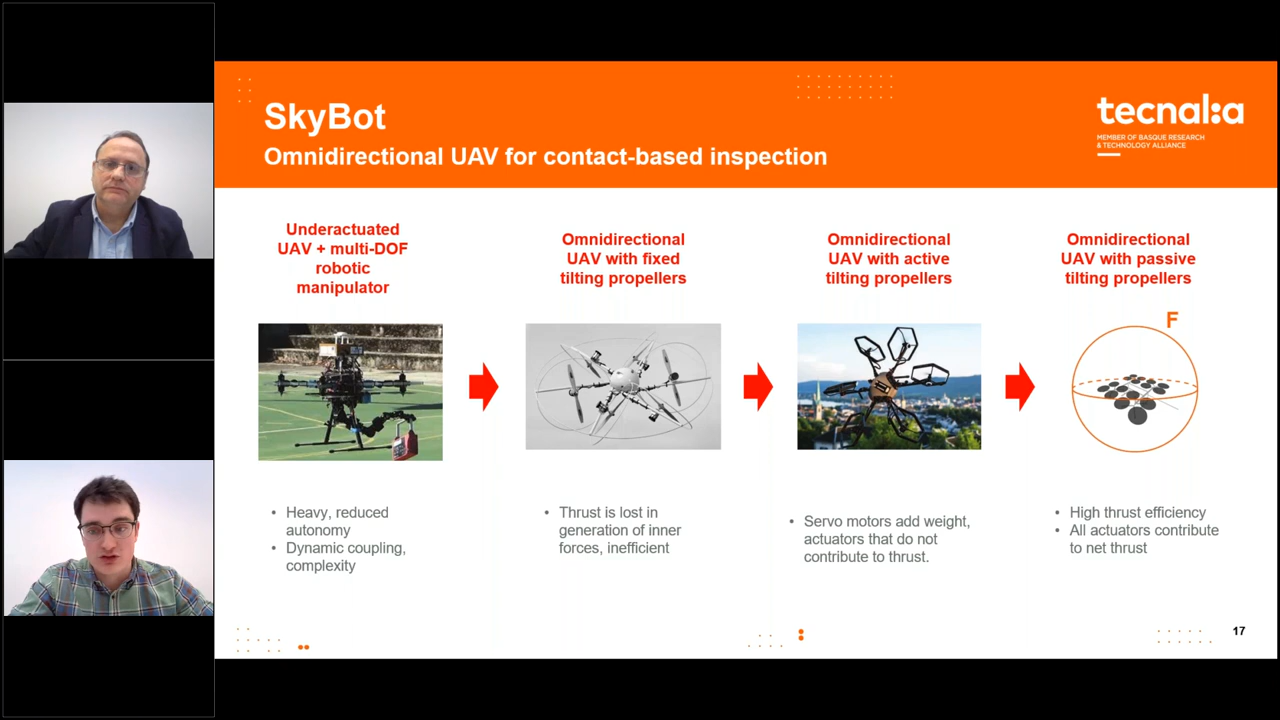 SkyBot
Omnidirectional UAV for contact-based inspection
tecnal:a
MEMBER OF BASQUE RESEARCH
& TECHNOLOGY ALLIANCE
Underactuated
UAV + multi-DOF
robotic
manipulator
Omnidirectional
UAV with fixed
tilting propellers
Omnidirectional
UAV with active
tilting propellers
Omnidirectional
UAV with passive
tilting propellers
F
• Heavy, reduced
autonomy
• Dynamic coupling,
complexity
• Thrust is lost in
generation of inner
forces, inefficient
• Servo motors add weight,
actuators that do not
contribute to thrust.
• High thrust efficiency
• All actuators contribute
to net thrust
17